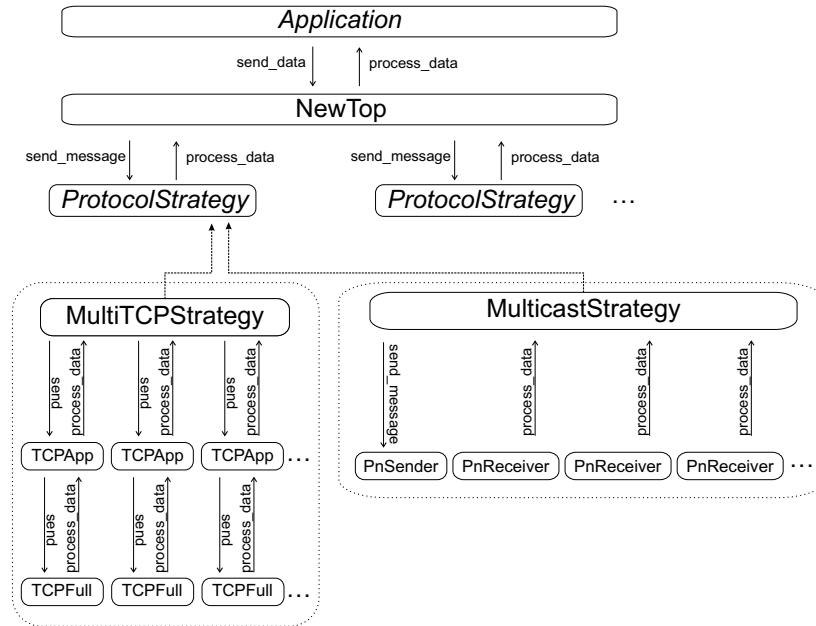 Application
send_data
process_data
NewTop
send_message
process_data
send_message
process_data
ProtocolStrategy
ProtocolStrategy
...
MultiTCPStrategy
MulticastStrategy
send
process_data
send
process_data
send
process_data
send_message
process_data
process_data
process_data
TCPApp
TCPApp
TCPApp
...
PnSender
PnReceiver
PnReceiver
PnReceiver
...
send
process_data
send
process_data
send
process_data
TCPFull
TCPFull
TCPFull
...